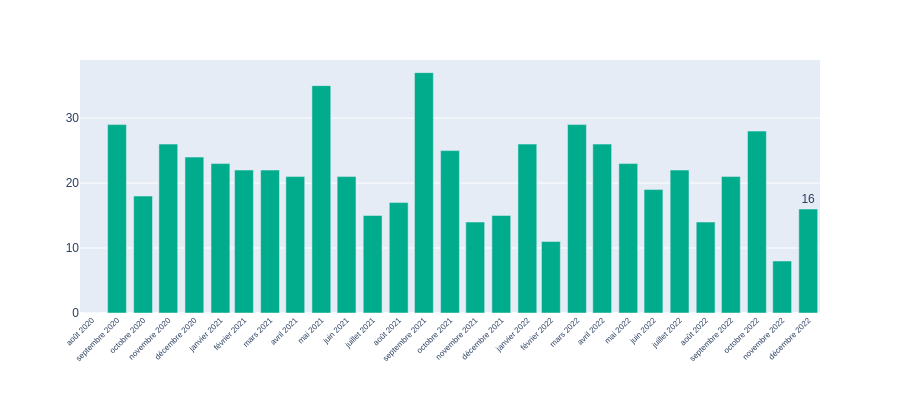 30
20
10
0
16
août 2020
septembre 2020
octobre 2020
novembre 2020
décembre 2020
janvier 2021
février 2021
mars 2021
avril 2021
mai 2021
juin 2021
juillet 2021
août 2021
septembre 2021
octobre 2021
novembre 2021
décembre 2021
janvier 2022
février 2022
mars 2022
avril 2022
mai 2022
juin 2022
juillet 2022
août 2022
septembre 2022
octobre 2022
novembre 2022
décembre 2022